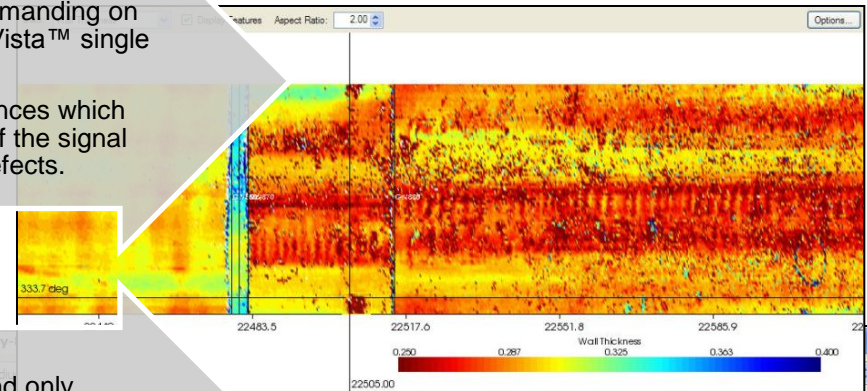 manding on
Vista™ single
nces which
f the signal
efects.
Display Features Aspect Ratio: 2.00 Options...
333.7 deg
22483.5 22517.6 22551.8 22585.9 22
Wall Thickness
0.250 0.287 0.325 0.363 0.400
22505.00
d only